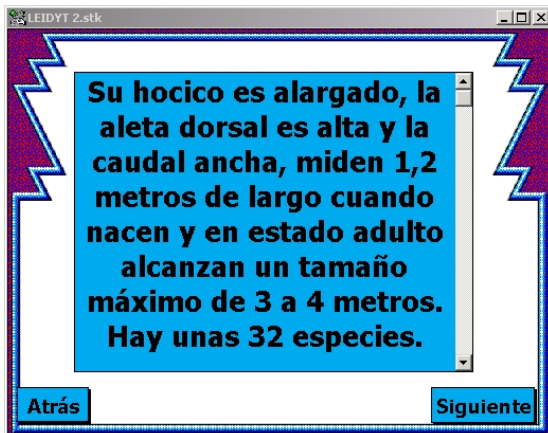 LEIDYT 2.stk
Su hocico es alargado, la
aleta dorsal es alta y la
caudal ancha, miden 1,2
metros de largo cuando
nacen y en estado adulto
alcanzan un tamaño
máximo de 3 a 4 metros.
Hay unas 32 especies.
Atrás
Siguiente